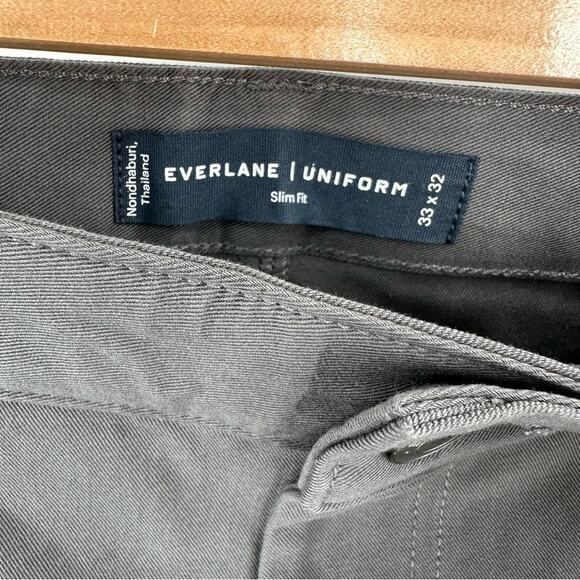 Nondhaburi,
Thailand
EVERLANE | UNIFORM
Slim Fit
33 x 32